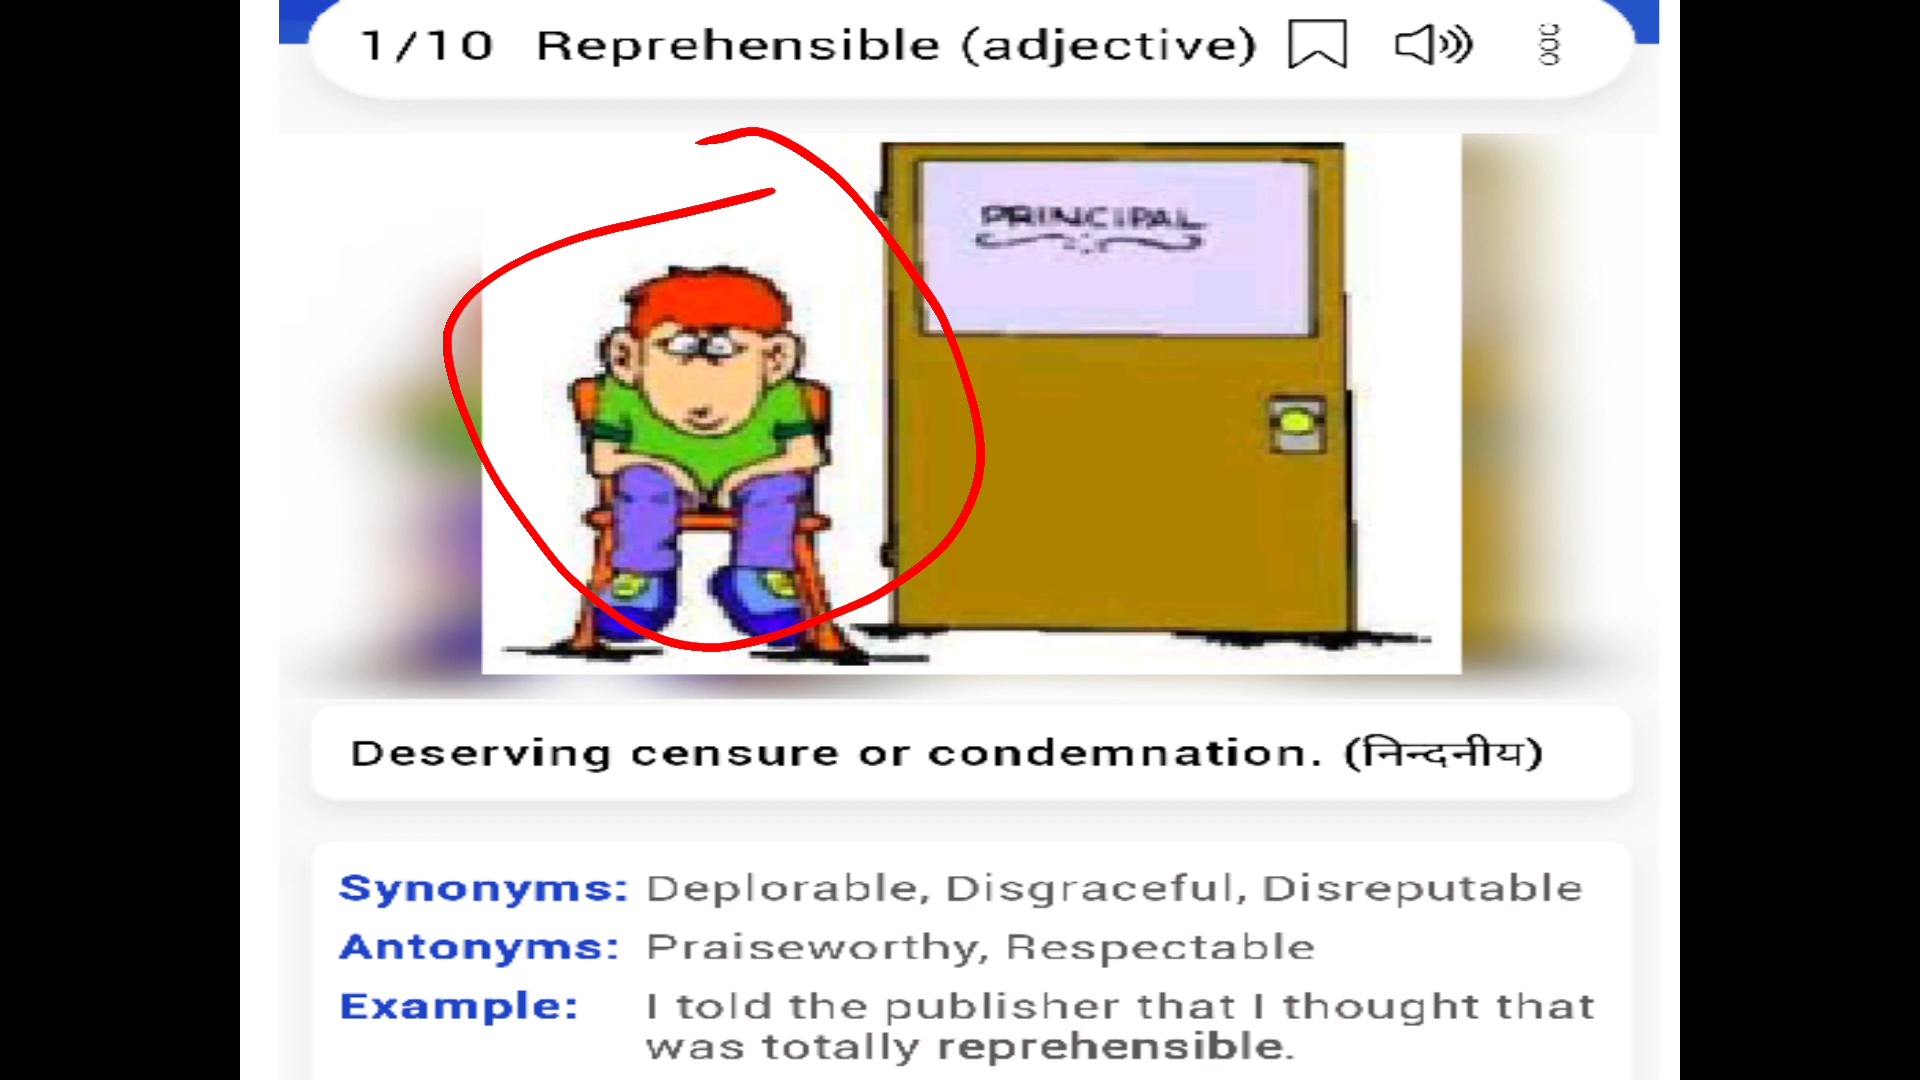 1/10 Reprehensible (adjective)
PRINCIPAL
Deserving censure or condemnation. (निन्दनीय)
Synonyms: Deplorable, Disgraceful, Disreputable
Antonyms: Praiseworthy, Respectable
Example: I told the publisher that I thought that
was totally reprehensible.